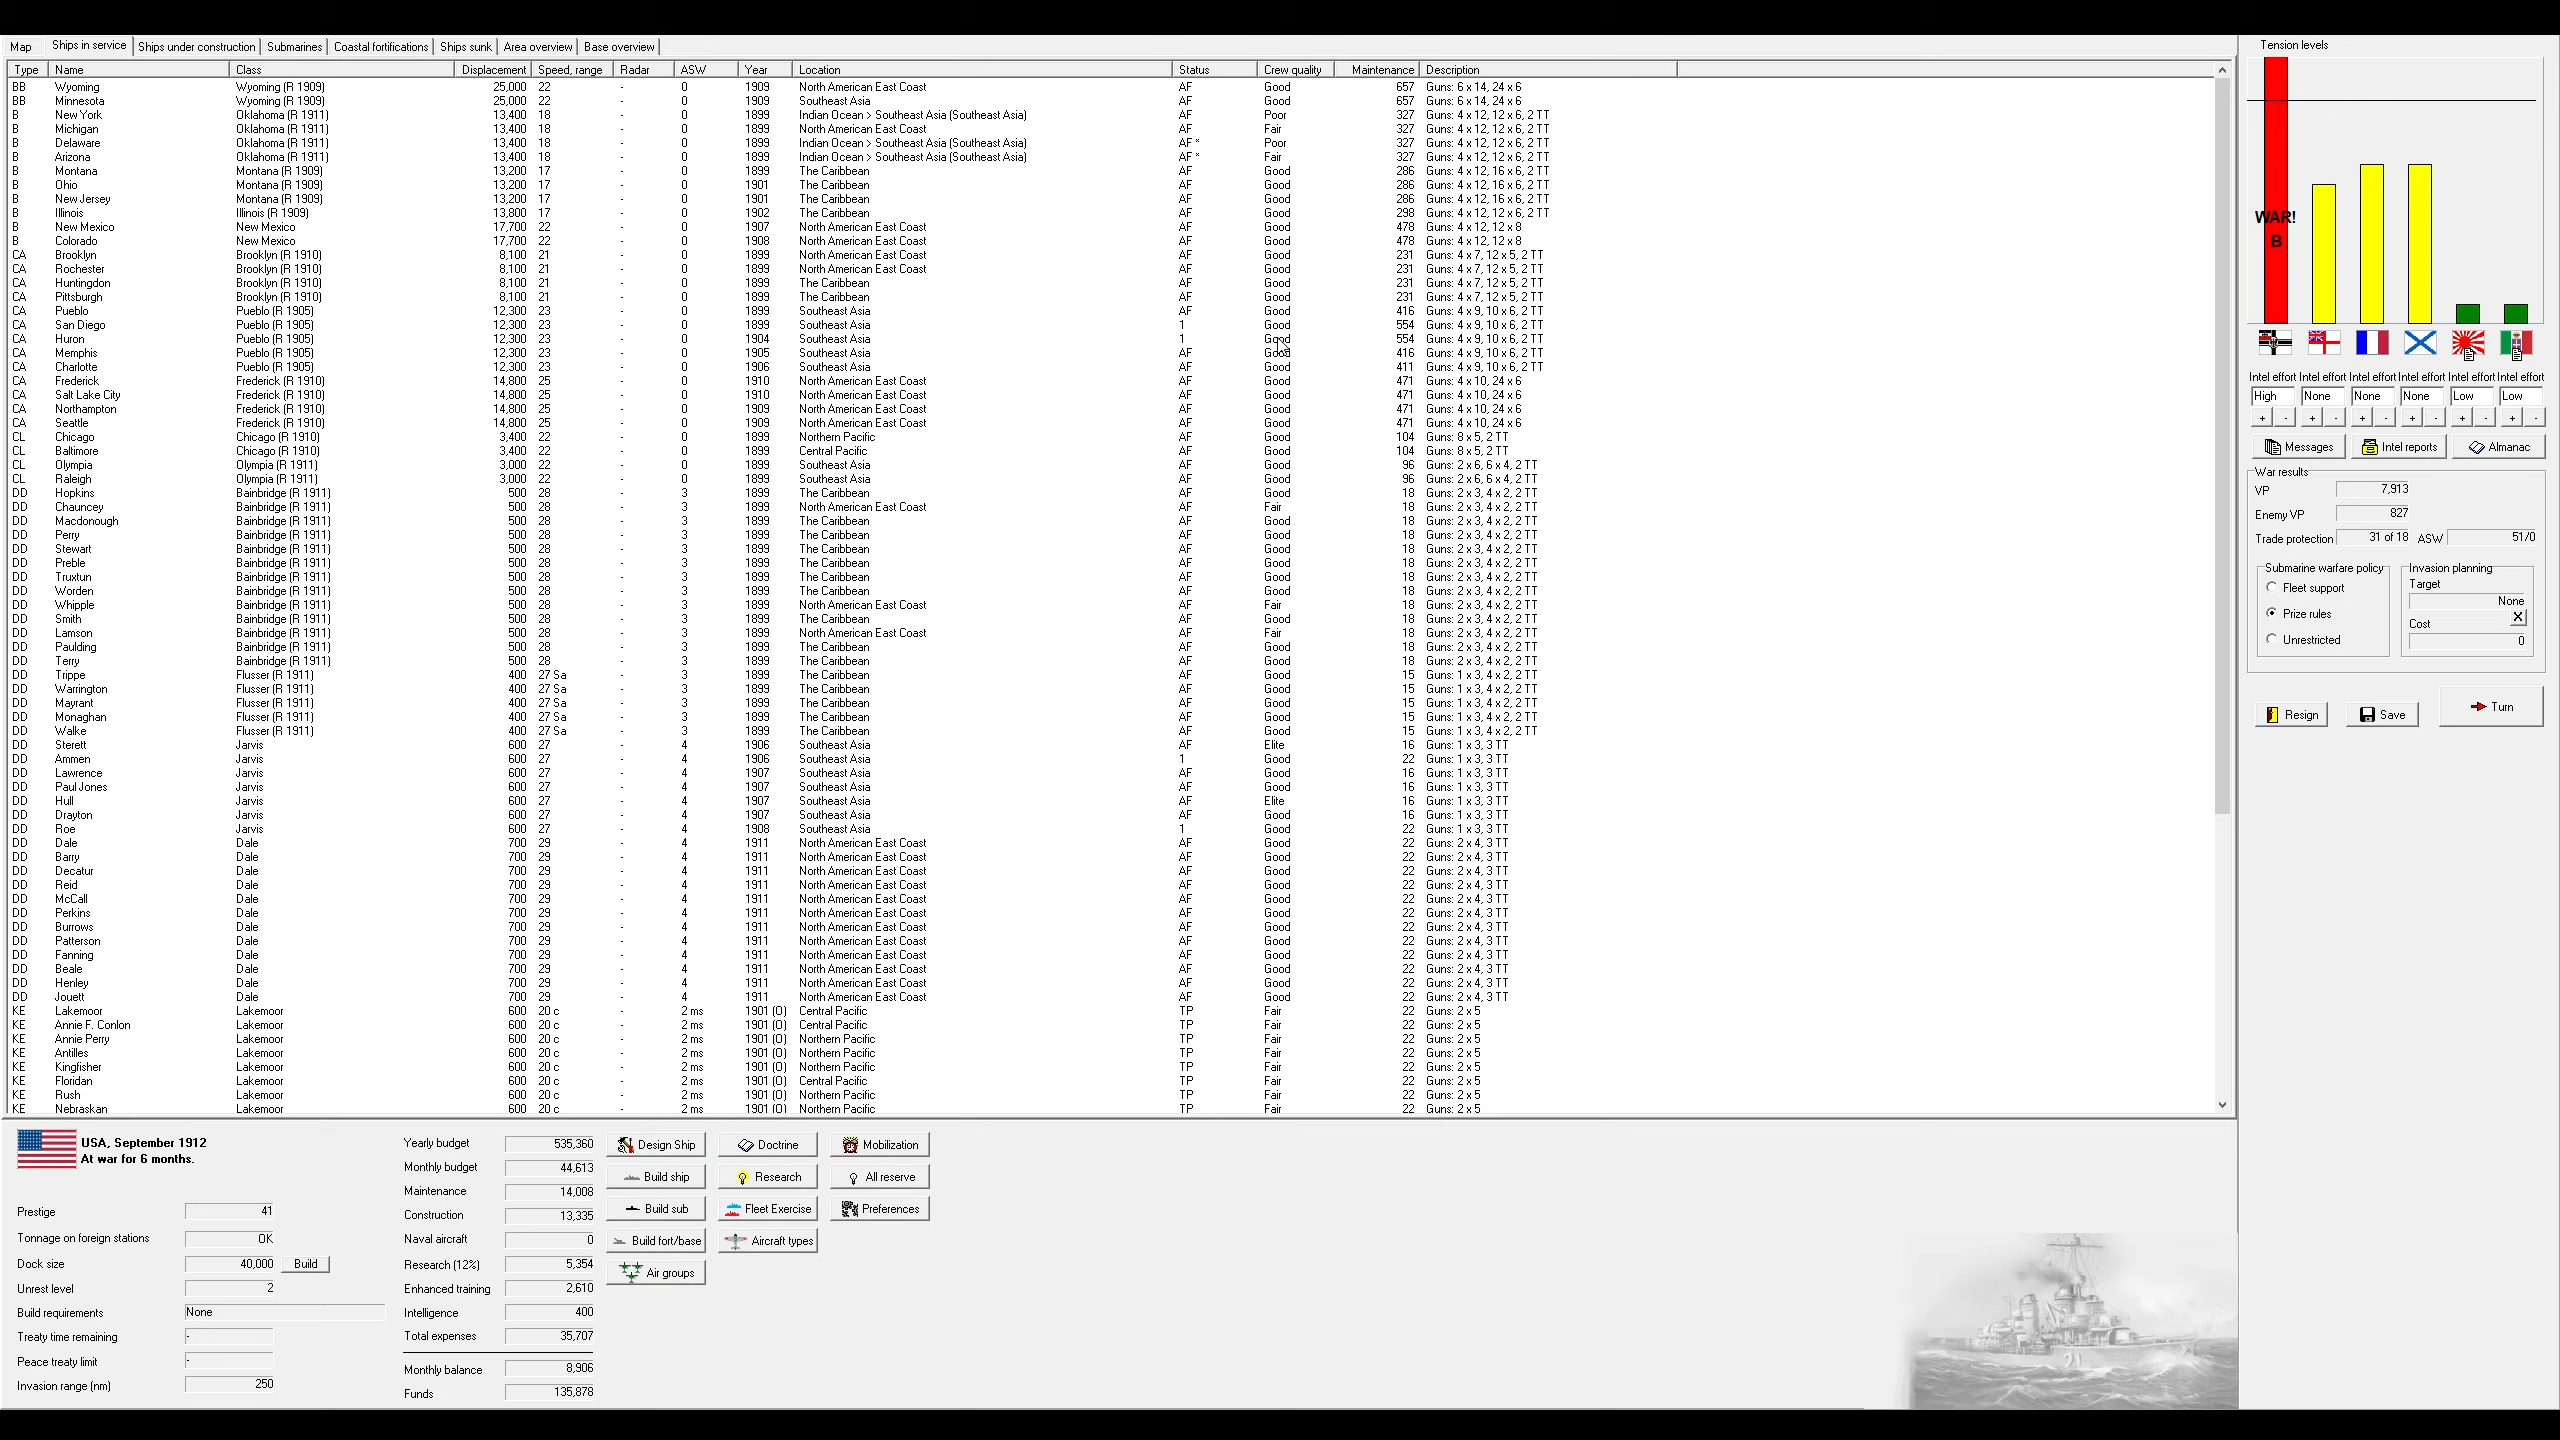 Map Ships in service Ships under construction Submarines Coastal fortifications Ships sunk Area overview Base overview
Type Name Class Displacement Speed, range Radar ASW Year Location Status Crew quality Maintenance Description
BB Wyoming Wyoming (R 1909) 25,000 22 - 0 1909 North American East Coast AF Good 657 Guns: 6 x 14, 24 x 6
BB Minnesota Wyoming (R 1909) 25,000 22 - 0 1909 Southeast Asia AF Good 657 Guns: 6 x 14, 24 x 6
B New York Oklahoma (R 1911) 13,400 18 - 0 1899 Indian Ocean > Southeast Asia (Southeast Asia) AF Poor 327 Guns: 4 x 12, 12 x 6, 2 TT
B Michigan Oklahoma (R 1911) 13,400 18 - 0 1899 North American East Coast AF Fair 327 Guns: 4 x 12, 12 x 6, 2 TT
B Delaware Oklahoma (R 1911) 13,400 18 - 0 1899 Indian Ocean > Southeast Asia (Southeast Asia) AF * Poor 327 Guns: 4 x 12, 12 x 6, 2 TT
B Arizona Oklahoma (R 1911) 13,400 18 - 0 1899 Indian Ocean > Southeast Asia (Southeast Asia) AF * Fair 327 Guns: 4 x 12, 12 x 6, 2 TT
B Montana Montana (R 1909) 13,200 17 - 0 1899 The Caribbean AF Good 286 Guns: 4 x 12, 16 x 6, 2 TT
B Ohio Montana (R 1909) 13,200 17 - 0 1901 The Caribbean AF Good 286 Guns: 4 x 12, 16 x 6, 2 TT
B New Jersey Montana (R 1909) 13,200 17 - 0 1901 The Caribbean AF Good 286 Guns: 4 x 12, 16 x 6, 2 TT
B Illinois Illinois (R 1909) 13,800 17 - 0 1902 The Caribbean AF Good 298 Guns: 4 x 12, 12 x 6, 2 TT
B New Mexico New Mexico 17,700 22 - 0 1907 North American East Coast AF Good 478 Guns: 4 x 12, 12 x 8
B Colorado New Mexico 17,700 22 - 0 1908 North American East Coast AF Good 478 Guns: 4 x 12, 12 x 8
CA Brooklyn Brooklyn (R 1910) 8,100 21 - 0 1899 North American East Coast AF Good 231 Guns: 4 x 7, 12 x 5, 2 TT
CA Rochester Brooklyn (R 1910) 8,100 21 - 0 1899 North American East Coast AF Good 231 Guns: 4 x 7, 12 x 5, 2 TT
CA Huntingdon Brooklyn (R 1910) 8,100 21 - 0 1899 The Caribbean AF Good 231 Guns: 4 x 7, 12 x 5, 2 TT
CA Pittsburgh Brooklyn (R 1910) 8,100 21 - 0 1899 The Caribbean AF Good 231 Guns: 4 x 7, 12 x 5, 2 TT
CA Pueblo Pueblo (R 1905) 12,300 23 - 0 1899 Southeast Asia AF Good 416 Guns: 4 x 9, 10 x 6, 2 TT
CA San Diego Pueblo (R 1905) 12,300 23 - 0 1899 Southeast Asia 1 Good 554 Guns: 4 x 9, 10 x 6, 2 TT
CA Huron Pueblo (R 1905) 12,300 23 - 0 1904 Southeast Asia 1 Good 554 Guns: 4 x 9, 10 x 6, 2 TT
CA Memphis Pueblo (R 1905) 12,300 23 - 0 1905 Southeast Asia AF Good 416 Guns: 4 x 9, 10 x 6, 2 TT
CA Charlotte Pueblo (R 1905) 12,300 23 - 0 1906 Southeast Asia AF Good 411 Guns: 4 x 9, 10 x 6, 2 TT
CA Frederick Frederick (R 1910) 14,800 25 - 0 1910 North American East Coast AF Good 471 Guns: 4 x 10, 24 x 6
CA Salt Lake City Frederick (R 1910) 14,800 25 - 0 1910 North American East Coast AF Good 471 Guns: 4 x 10, 24 x 6
CA Northampton Frederick (R 1910) 14,800 25 - 0 1909 North American East Coast AF Good 471 Guns: 4 x 10, 24 x 6
CA Seattle Frederick (R 1910) 14,800 25 - 0 1909 North American East Coast AF Good 471 Guns: 4 x 10, 24 x 6
CL Chicago Chicago (R 1910) 3,400 22 - 0 1899 Northern Pacific AF Good 104 Guns: 8 x 5, 2 TT
CL Baltimore Chicago (R 1910) 3,400 22 - 0 1899 Central Pacific AF Good 104 Guns: 8 x 5, 2 TT
CL Olympia Olympia (R 1911) 3,000 22 - 0 1899 Southeast Asia AF Good 96 Guns: 2 x 6, 6 x 4, 2 TT
CL Raleigh Olympia (R 1911) 3,000 22 - 0 1899 Southeast Asia AF Good 96 Guns: 2 x 6, 6 x 4, 2 TT
DD Hopkins Bainbridge (R 1911) 500 28 - 3 1899 The Caribbean AF Good 18 Guns: 2 x 3, 4 x 2, 2 TT
DD Chauncey Bainbridge (R 1911) 500 28 - 3 1899 North American East Coast AF Fair 18 Guns: 2 x 3, 4 x 2, 2 TT
DD Macdonough Bainbridge (R 1911) 500 28 - 3 1899 The Caribbean AF Good 18 Guns: 2 x 3, 4 x 2, 2 TT
DD Perry Bainbridge (R 1911) 500 28 - 3 1899 The Caribbean AF Good 18 Guns: 2 x 3, 4 x 2, 2 TT
DD Stewart Bainbridge (R 1911) 500 28 - 3 1899 The Caribbean AF Good 18 Guns: 2 x 3, 4 x 2, 2 TT
DD Preble Bainbridge (R 1911) 500 28 - 3 1899 The Caribbean AF Good 18 Guns: 2 x 3, 4 x 2, 2 TT
DD Truxtun Bainbridge (R 1911) 500 28 - 3 1899 The Caribbean AF Good 18 Guns: 2 x 3, 4 x 2, 2 TT
DD Worden Bainbridge (R 1911) 500 28 - 3 1899 The Caribbean AF Good 18 Guns: 2 x 3, 4 x 2, 2 TT
DD Whipple Bainbridge (R 1911) 500 28 - 3 1899 North American East Coast AF Fair 18 Guns: 2 x 3, 4 x 2, 2 TT
DD Smith Bainbridge (R 1911) 500 28 - 3 1899 The Caribbean AF Good 18 Guns: 2 x 3, 4 x 2, 2 TT
DD Lamson Bainbridge (R 1911) 500 28 - 3 1899 North American East Coast AF Fair 18 Guns: 2 x 3, 4 x 2, 2 TT
DD Paulding Bainbridge (R 1911) 500 28 - 3 1899 The Caribbean AF Good 18 Guns: 2 x 3, 4 x 2, 2 TT
DD Terry Bainbridge (R 1911) 500 28 - 3 1899 The Caribbean AF Good 18 Guns: 2 x 3, 4 x 2, 2 TT
DD Trippe Flusser (R 1911) 400 27 Sa - 3 1899 The Caribbean AF Good 15 Guns: 1 x 3, 4 x 2, 2 TT
DD Warrington Flusser (R 1911) 400 27 Sa - 3 1899 The Caribbean AF Good 15 Guns: 1 x 3, 4 x 2, 2 TT
DD Mayrant Flusser (R 1911) 400 27 Sa - 3 1899 The Caribbean AF Good 15 Guns: 1 x 3, 4 x 2, 2 TT
DD Monaghan Flusser (R 1911) 400 27 Sa - 3 1899 The Caribbean AF Good 15 Guns: 1 x 3, 4 x 2, 2 TT
DD Walke Flusser (R 1911) 400 27 Sa - 3 1899 The Caribbean AF Good 15 Guns: 1 x 3, 4 x 2, 2 TT
DD Sterett Jarvis 600 27 - 4 1906 Southeast Asia AF Elite 16 Guns: 1 x 3, 3 TT
DD Ammen Jarvis 600 27 - 4 1906 Southeast Asia 1 Good 22 Guns: 1 x 3, 3 TT
DD Lawrence Jarvis 600 27 - 4 1907 Southeast Asia AF Good 16 Guns: 1 x 3, 3 TT
DD Paul Jones Jarvis 600 27 - 4 1907 Southeast Asia AF Good 16 Guns: 1 x 3, 3 TT
DD Hull Jarvis 600 27 - 4 1907 Southeast Asia AF Elite 16 Guns: 1 x 3, 3 TT
DD Drayton Jarvis 600 27 - 4 1907 Southeast Asia AF Good 16 Guns: 1 x 3, 3 TT
DD Roe Jarvis 600 27 - 4 1908 Southeast Asia 1 Good 22 Guns: 1 x 3, 3 TT
DD Dale Dale 700 29 - 4 1911 North American East Coast AF Good 22 Guns: 2 x 4, 3 TT
DD Barry Dale 700 29 - 4 1911 North American East Coast AF Good 22 Guns: 2 x 4, 3 TT
DD Decatur Dale 700 29 - 4 1911 North American East Coast AF Good 22 Guns: 2 x 4, 3 TT
DD Reid Dale 700 29 - 4 1911 North American East Coast AF Good 22 Guns: 2 x 4, 3 TT
DD McCall Dale 700 29 - 4 1911 North American East Coast AF Good 22 Guns: 2 x 4, 3 TT
DD Perkins Dale 700 29 - 4 1911 North American East Coast AF Good 22 Guns: 2 x 4, 3 TT
DD Burrows Dale 700 29 - 4 1911 North American East Coast AF Good 22 Guns: 2 x 4, 3 TT
DD Patterson Dale 700 29 - 4 1911 North American East Coast AF Good 22 Guns: 2 x 4, 3 TT
DD Fanning Dale 700 29 - 4 1911 North American East Coast AF Good 22 Guns: 2 x 4, 3 TT
DD Beale Dale 700 29 - 4 1911 North American East Coast AF Good 22 Guns: 2 x 4, 3 TT
DD Henley Dale 700 29 - 4 1911 North American East Coast AF Good 22 Guns: 2 x 4, 3 TT
DD Jouett Dale 700 29 - 4 1911 North American East Coast AF Good 22 Guns: 2 x 4, 3 TT
KE Lakemoor Lakemoor 600 20 c - 2 ms 1901 (O) Central Pacific TP Fair 22 Guns: 2 x 5
KE Annie F. Conlon Lakemoor 600 20 c - 2 ms 1901 (O) Central Pacific TP Fair 22 Guns: 2 x 5
KE Annie Perry Lakemoor 600 20 c - 2 ms 1901 (O) Northern Pacific TP Fair 22 Guns: 2 x 5
KE Antilles Lakemoor 600 20 c - 2 ms 1901 (O) Northern Pacific TP Fair 22 Guns: 2 x 5
KE Kingfisher Lakemoor 600 20 c - 2 ms 1901 (O) Northern Pacific TP Fair 22 Guns: 2 x 5
KE Floridan Lakemoor 600 20 c - 2 ms 1901 (O) Central Pacific TP Fair 22 Guns: 2 x 5
KE Rush Lakemoor 600 20 c - 2 ms 1901 (O) Northern Pacific TP Fair 22 Guns: 2 x 5
KE Nebraskan Lakemoor 600 20 c - 2 ms 1901 (O) Northern Pacific TP Fair 22 Guns: 2 x 5
Tension levels
WAR!
B
Intel effort Intel effort Intel effort Intel effort Intel effort Intel effort
High None None None Low Low
+ - + - + - + - + - + -
Messages Intel reports Almanac
War results
VP 7,913
Enemy VP 827
Trade protection 31 of 18 ASW 51/0
Submarine warfare policy
Fleet support
Prize rules
Unrestricted
Invasion planning
Target
None
X
Cost
0
Resign Save Turn
USA, September 1912
At war for 6 months.
Prestige 41
Tonnage on foreign stations OK
Dock size 40,000 Build
Unrest level 2
Build requirements None
Treaty time remaining -
Peace treaty limit -
Invasion range (nm) 250
Yearly budget 535,360
Monthly budget 44,613
Maintenance 14,008
Construction 13,335
Naval aircraft 0
Research (12%) 5,354
Enhanced training 2,610
Intelligence 400
Total expenses 35,707
Monthly balance 8,906
Funds 135,878
Design Ship Doctrine Mobilization
Build ship Research All reserve
Build sub Fleet Exercise Preferences
Build fort/base Aircraft types
Air groups